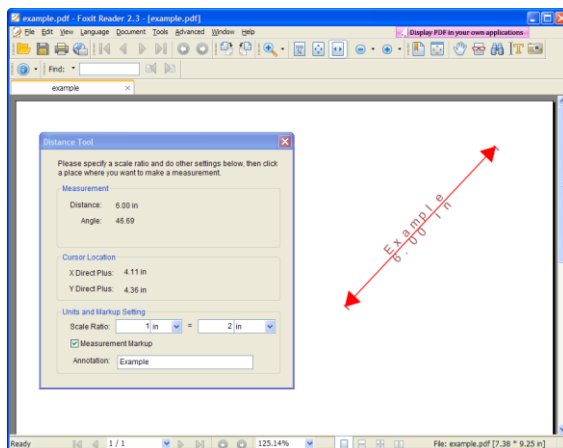 example.pdf - Foxit Reader 2.3 - [example.pdf]
File Edit View Language Document Tools Advanced Window Help
Display PDF in your own applications
Find:
example
Distance Tool
Please specify a scale ratio and do other settings below, then click
a place where you want to make a measurement.
Measurement
Distance: 6.00 in
Angle: 46.69
Cursor Location
X Direct Plus: 4.11 in
Y Direct Plus: 4.36 in
Units and Markup Setting
Scale Ratio: 1 in = 2 in
Measurement Markup
Annotation: Example
Example
6.00 in
Ready 1 / 1 125.14% File: example.pdf [7.38 * 9.25 in]